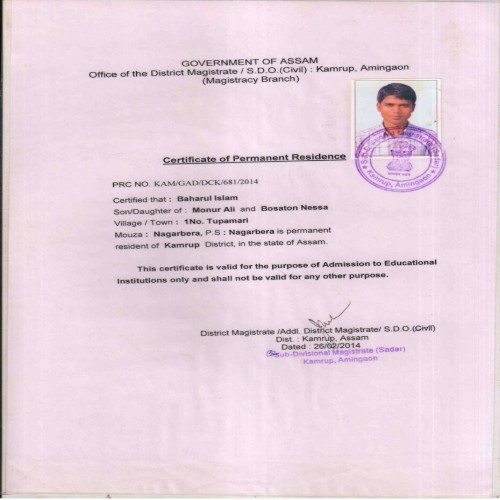 GOVERNMENT OF ASSAM
Office of the District Magistrate / S.D.O.(Civil) : Kamrup, Amingaon
(Magistracy Branch)
Certificate of Permanent Residence
PRC NO. KAM/GAD/DCK/681/2014
Certified that : Baharul Islam
Son/Daughter of : Monur Ali and Bosaton Nessa
Village / Town : 1No. Tupamari
Mouza : Nagarbera, P.S : Nagarbera is permanent
resident of Kamrup District, in the state of Assam.
This certificate is valid for the purpose of Admission to Educational
Institutions only and shall not be valid for any other purpose.
District Magistrate /Addl. District Magistrate/ S.D.O.(Civil)
Dist. : Kamrup, Assam
Dated : 26/02/2014
Sub-Divisional Magistrate (Sader)
Kamrup, Amingaon
Kamrup, Amingaon